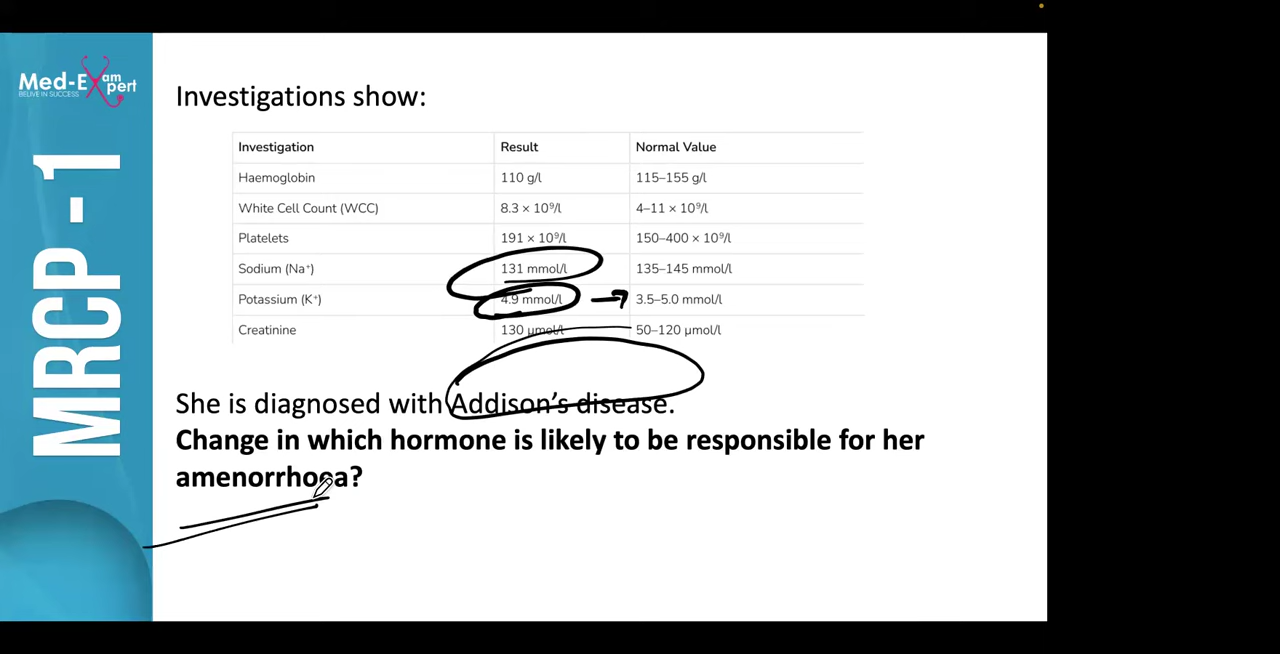 Med-Exam
pert
BELIVE IN SUCCESS
MRCP -1
Investigations show:
Investigation Result Normal Value
Haemoglobin 110 g/l 115–155 g/l
White Cell Count (WCC) 8.3 × 10⁹/l 4–11 × 10⁹/l
Platelets 191 × 10⁹/l 150–400 × 10⁹/l
Sodium (Na⁺) 131 mmol/l 135–145 mmol/l
Potassium (K⁺) 4.9 mmol/l 3.5–5.0 mmol/l
Creatinine 130 µmol/l 50–120 µmol/l
She is diagnosed with Addison's disease.
Change in which hormone is likely to be responsible for her
amenorrhoea?